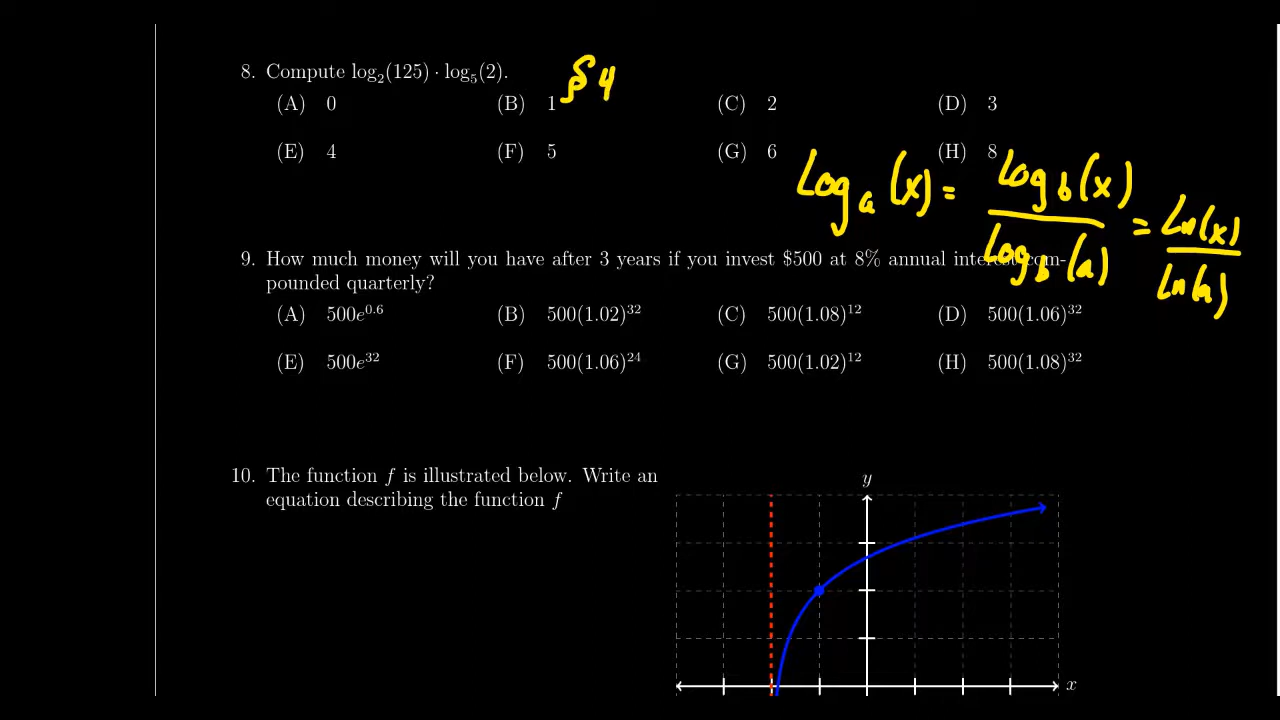 8. Compute log₂(125) · log₅(2).
§4
(A) 0 (B) 1 (C) 2 (D) 3
(E) 4 (F) 5 (G) 6 (H) 8
Log_a(x) = Log_b(x)/Log_b(a) = Ln(x)/Ln(a)
9. How much money will you have after 3 years if you invest $500 at 8% annual interest com-
pounded quarterly?
(A) 500e^0.6 (B) 500(1.02)^32 (C) 500(1.08)^12 (D) 500(1.06)^32
(E) 500e^32 (F) 500(1.06)^24 (G) 500(1.02)^12 (H) 500(1.08)^32
10. The function f is illustrated below. Write an
equation describing the function f
y
x